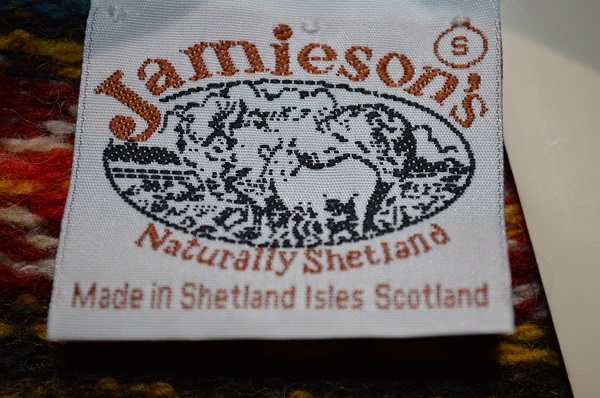 Jamieson's
S
Naturally Shetland
Made in Shetland Isles Scotland